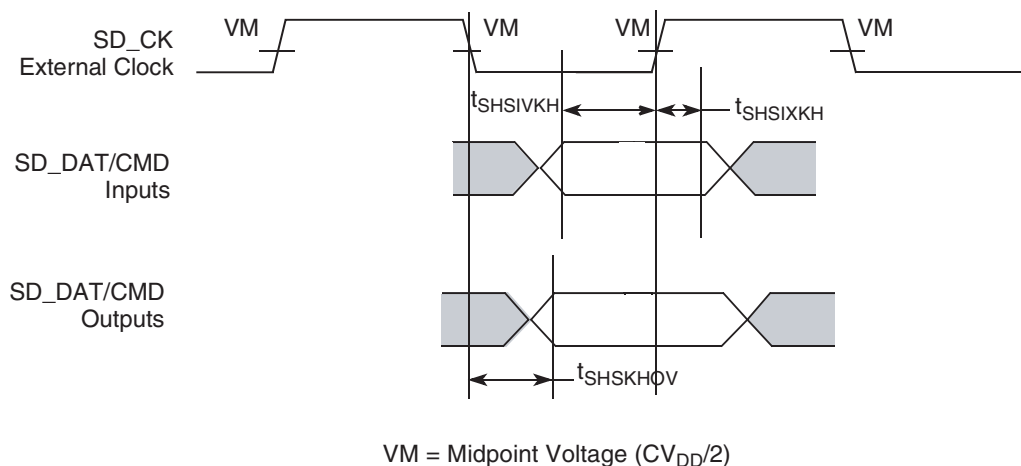 VM VM VM VM
SD_CK
External Clock
tSHSIVKH
tSHSIXKH
SD_DAT/CMD
Inputs
SD_DAT/CMD
Outputs
tSHSKHOV
VM = Midpoint Voltage (CVDD/2)